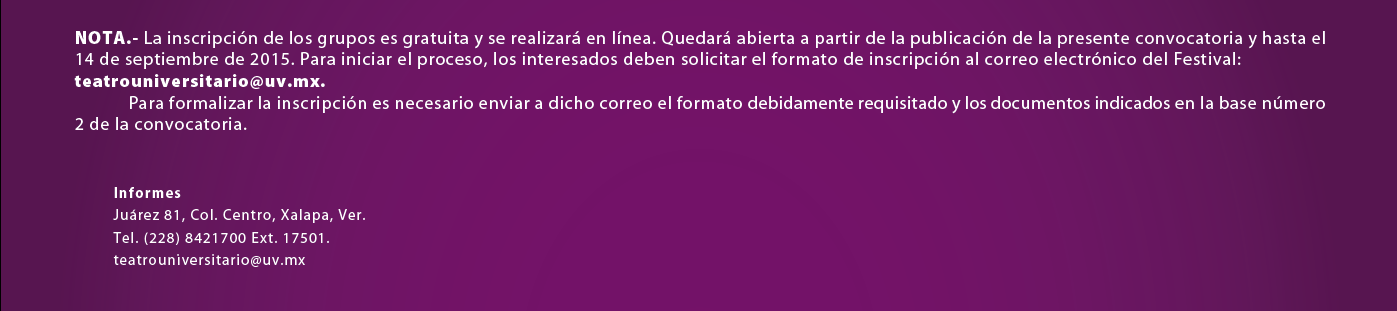 NOTA.- La inscripción de los grupos es gratuita y se realizará en línea. Quedará abierta a partir de la publicación de la presente convocatoria y hasta el
14 de septiembre de 2015. Para iniciar el proceso, los interesados deben solicitar el formato de inscripción al correo electrónico del Festival:
teatrouniversitario@uv.mx.
Para formalizar la inscripción es necesario enviar a dicho correo el formato debidamente requisitado y los documentos indicados en la base número
2 de la convocatoria.
Informes
Juárez 81, Col. Centro, Xalapa, Ver.
Tel. (228) 8421700 Ext. 17501.
teatrouniversitario@uv.mx